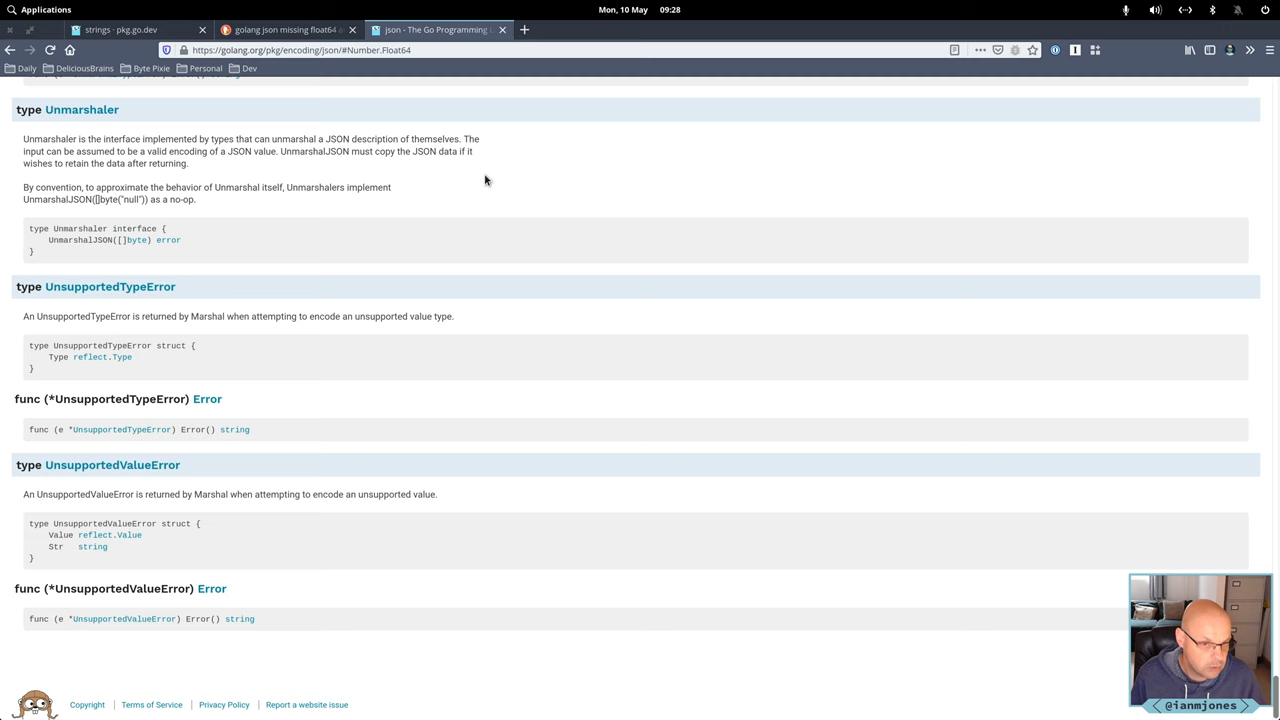 Applications
Mon, 10 May 09:28
strings · pkg.go.dev
golang json missing float64 a
json - The Go Programming L
https://golang.org/pkg/encoding/json/#Number.Float64
Daily
DeliciousBrains
Byte Pixie
Personal
Dev
type Unmarshaler
Unmarshaler is the interface implemented by types that can unmarshal a JSON description of themselves. The
input can be assumed to be a valid encoding of a JSON value. UnmarshalJSON must copy the JSON data if it
wishes to retain the data after returning.
By convention, to approximate the behavior of Unmarshal itself, Unmarshalers implement
UnmarshalJSON([]byte("null")) as a no-op.
type Unmarshaler interface {
UnmarshalJSON([]byte) error
}
type UnsupportedTypeError
An UnsupportedTypeError is returned by Marshal when attempting to encode an unsupported value type.
type UnsupportedTypeError struct {
Type reflect.Type
}
func (*UnsupportedTypeError) Error
func (e *UnsupportedTypeError) Error() string
type UnsupportedValueError
An UnsupportedValueError is returned by Marshal when attempting to encode an unsupported value.
type UnsupportedValueError struct {
Value reflect.Value
Str string
}
func (*UnsupportedValueError) Error
func (e *UnsupportedValueError) Error() string
Copyright
Terms of Service
Privacy Policy
Report a website issue
<@ianmjones>